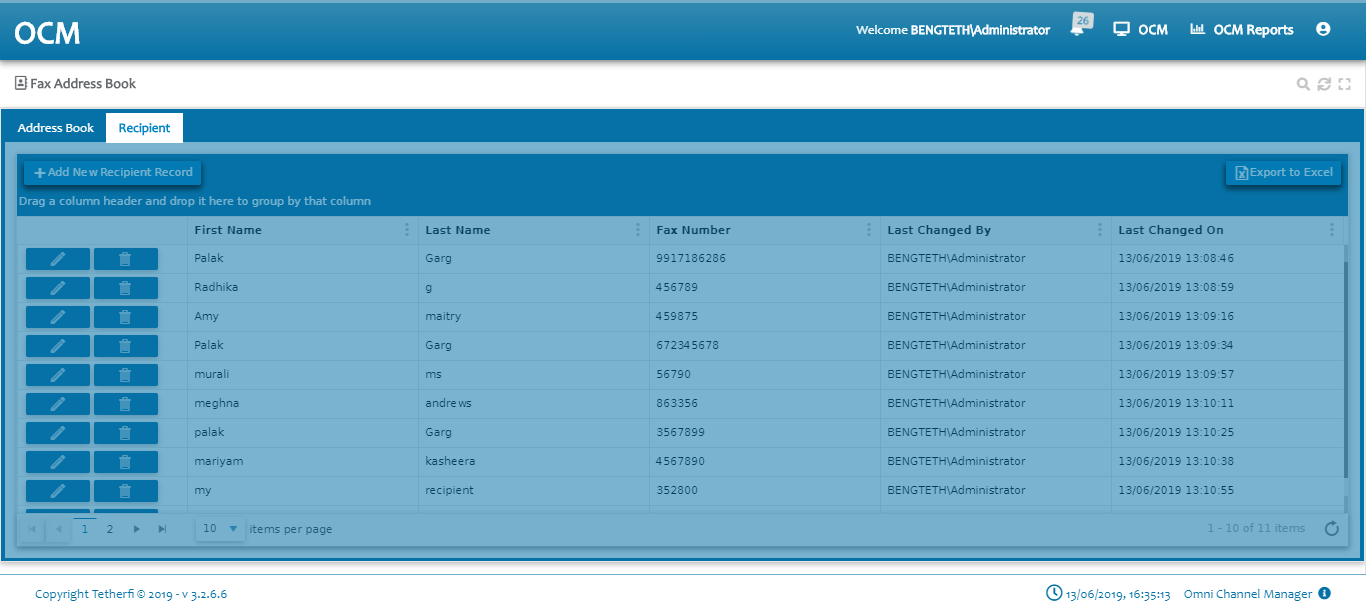 OCM
Welcome BENGTETH\Administrator 26 OCM OCM Reports
Fax Address Book
Address Book Recipient
Add New Recipient Record Export to Excel
Drag a column header and drop it here to group by that column
First Name Last Name Fax Number Last Changed By Last Changed On
Palak Garg 9917186286 BENGTETH\Administrator 13/06/2019 13:08:46
Radhika g 456789 BENGTETH\Administrator 13/06/2019 13:08:59
Amy maitry 459875 BENGTETH\Administrator 13/06/2019 13:09:16
Palak Garg 672345678 BENGTETH\Administrator 13/06/2019 13:09:34
murali ms 56790 BENGTETH\Administrator 13/06/2019 13:09:57
meghna andrews 863356 BENGTETH\Administrator 13/06/2019 13:10:11
palak Garg 3567899 BENGTETH\Administrator 13/06/2019 13:10:25
mariyam kasheera 4567890 BENGTETH\Administrator 13/06/2019 13:10:38
my recipient 352800 BENGTETH\Administrator 13/06/2019 13:10:55
1 2 10 items per page 1 - 10 of 11 items
Copyright Tetherfi © 2019 - v 3.2.6.6 13/06/2019, 16:35:13 Omni Channel Manager